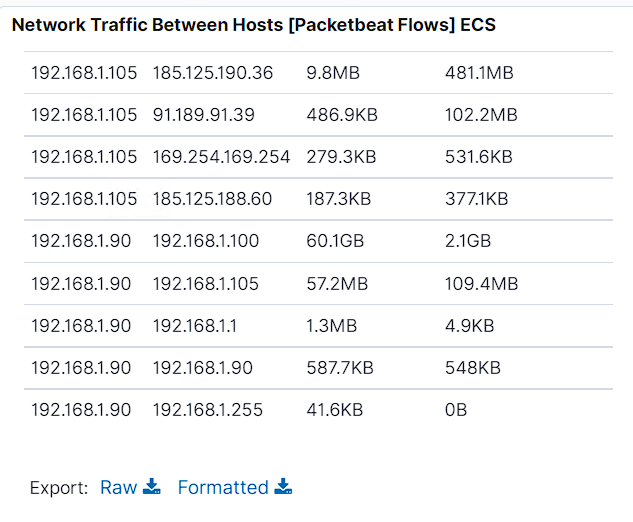 Network Traffic Between Hosts [Packetbeat Flows] ECS
192.168.1.105 185.125.190.36 9.8MB 481.1MB
192.168.1.105 91.189.91.39 486.9KB 102.2MB
192.168.1.105 169.254.169.254 279.3KB 531.6KB
192.168.1.105 185.125.188.60 187.3KB 377.1KB
192.168.1.90 192.168.1.100 60.1GB 2.1GB
192.168.1.90 192.168.1.105 57.2MB 109.4MB
192.168.1.90 192.168.1.1 1.3MB 4.9KB
192.168.1.90 192.168.1.90 587.7KB 548KB
192.168.1.90 192.168.1.255 41.6KB 0B
Export: Raw Formatted